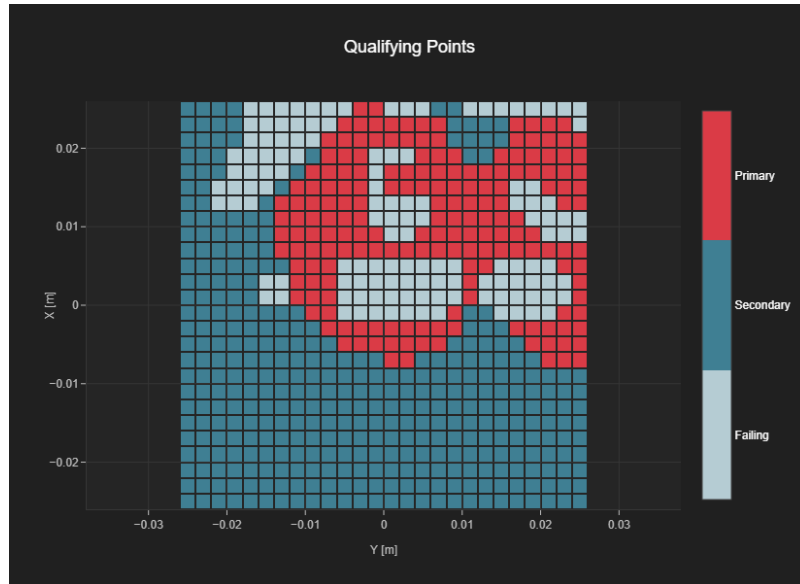 Qualifying Points
Primary
Secondary
Failing
X [m]
0.02
0.01
0
−0.01
−0.02
−0.03
−0.02
−0.01
0
0.01
0.02
0.03
Y [m]